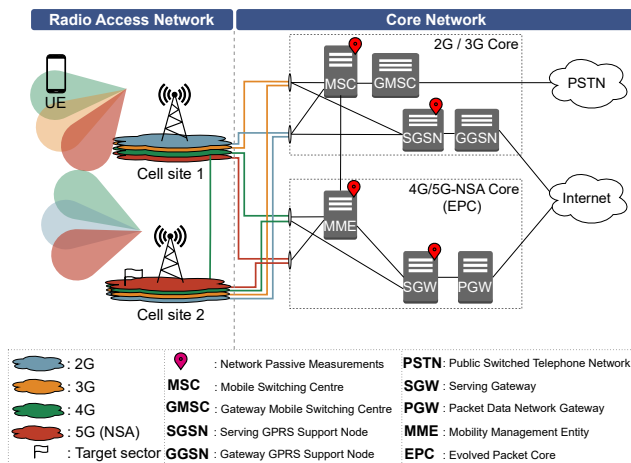 Radio Access Network
Core Network
UE
Cell site 1
Cell site 2
2G / 3G Core
MSC
GMSC
PSTN
SGSN
GGSN
4G/5G-NSA Core
(EPC)
MME
Internet
SGW
PGW
: 2G
: 3G
: 4G
: 5G (NSA)
: Target sector
: Network Passive Measurements
MSC : Mobile Switching Centre
GMSC : Gateway Mobile Switching Centre
SGSN : Serving GPRS Support Node
GGSN : Gateway GPRS Support Node
PSTN : Public Switched Telephone Network
SGW : Serving Gateway
PGW : Packet Data Network Gateway
MME : Mobility Management Entity
EPC : Evolved Packet Core